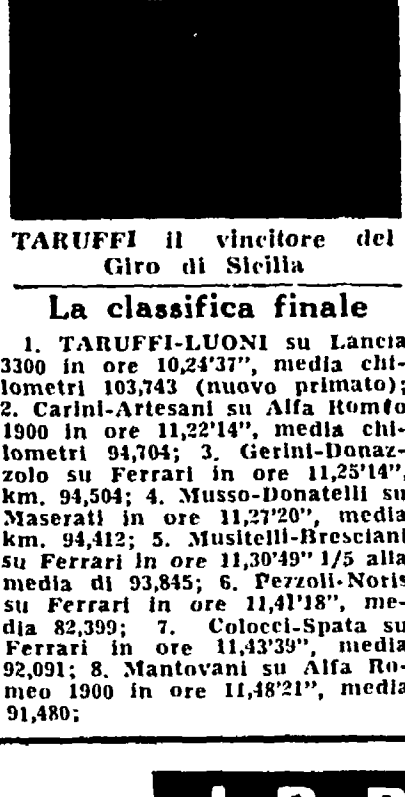 TARUFFI il vincitore del
Giro di Sicilia
La classifica finale
1. TARUFFI-LUONI su Lancia
3300 in ore 10,24'37", media chi-
lometri 103,743 (nuovo primato);
2. Carini-Artesani su Alfa Romeo
1900 in ore 11,22'14", media chi-
lometri 94,704; 3. Gerini-Donaz-
zolo su Ferrari in ore 11,25'14",
km. 94,504; 4. Musso-Donatelli su
Maserati in ore 11,27'20", media
km. 94,412; 5. Musitelli-Bresciani
su Ferrari in ore 11,30'49" 1/5 alla
media di 93,845; 6. Pezzoli-Noris
su Ferrari in ore 11,41'18", me-
dia 82,399; 7. Colocci-Spata su
Ferrari in ore 11,43'39", media
92,091; 8. Mantovani su Alfa Ro-
meo 1900 in ore 11,48'21", media
91,480;